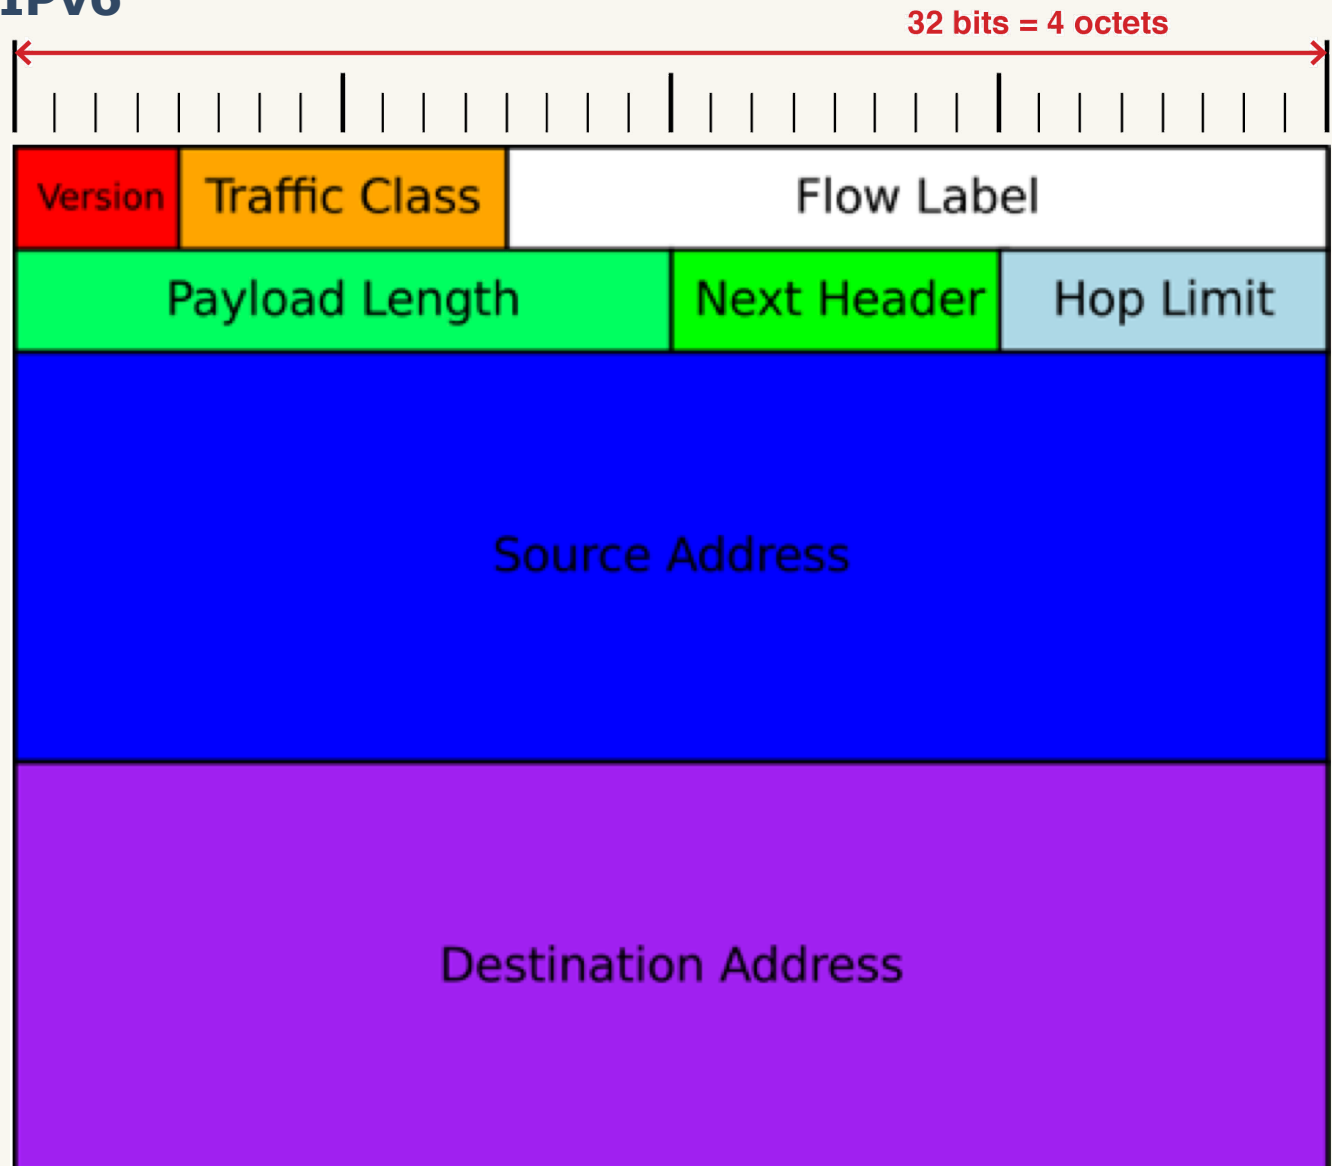 IPv6
32 bits = 4 octets
Version Traffic Class Flow Label
Payload Length Next Header Hop Limit
Source Address
Destination Address